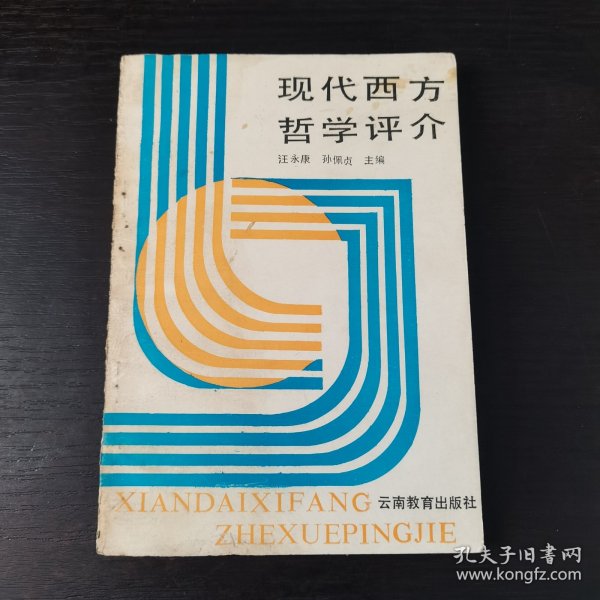 现代西方
哲学评介
汪永康 孙佩贞 主编
XIANDAIXIFANG
云南教育出版社
ZHEXUEPINGJIE
孔夫子旧书网
www.kongfz.com